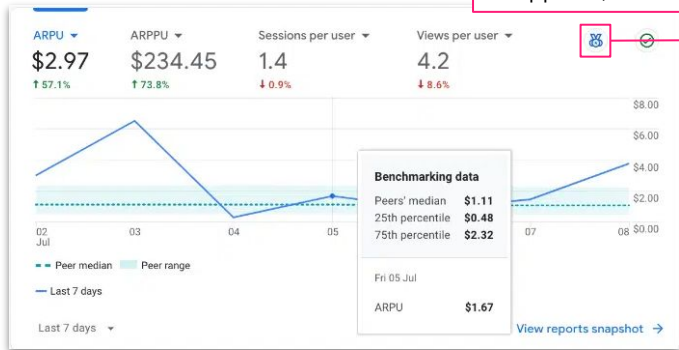 ARPU ARPPU Sessions per user Views per user
$2.97 $234.45 1.4 4.2
↑ 57.1% ↑ 73.8% ↓ 0.9% ↓ 8.6%
$8.00
$6.00
$4.00
$2.00
$0.00
Benchmarking data
Peers' median $1.11
25th percentile $0.48
75th percentile $2.32
Fri 05 Jul
ARPU $1.67
02 03 04 05 07 08
Jul
Peer median Peer range
Last 7 days
Last 7 days
View reports snapshot →